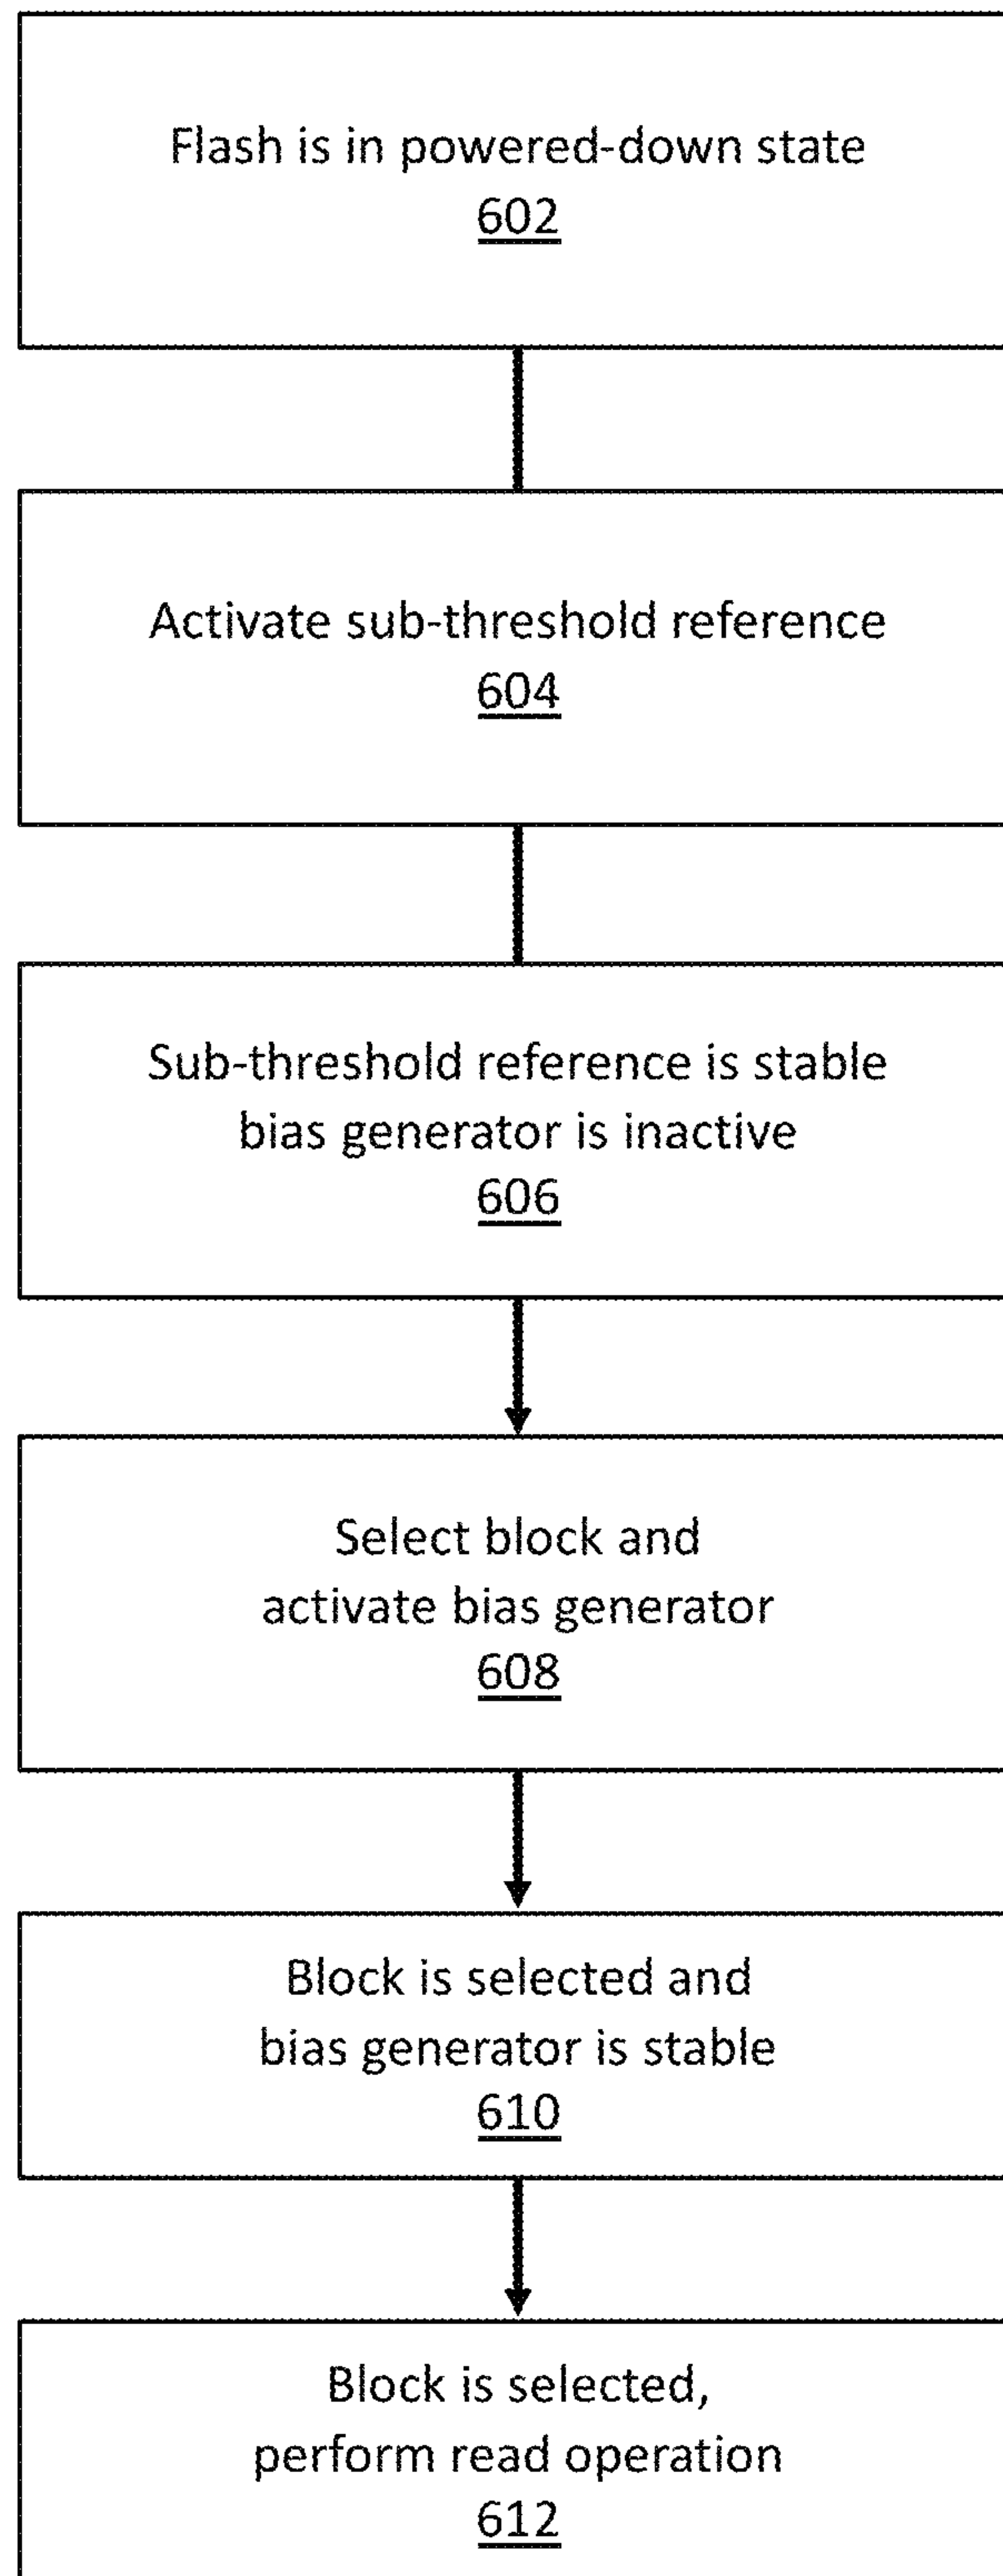 Flash is in powered-down state
602
Activate sub-threshold reference
604
Sub-threshold reference is stable
bias generator is inactive
606
Select block and
activate bias generator
608
Block is selected and
bias generator is stable
610
Block is selected,
perform read operation
612